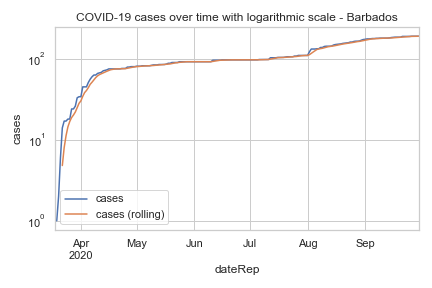 COVID-19 cases over time with logarithmic scale - Barbados
cases
10²
10¹
10⁰
cases
cases (rolling)
Apr May Jun Jul Aug Sep
2020
dateRep